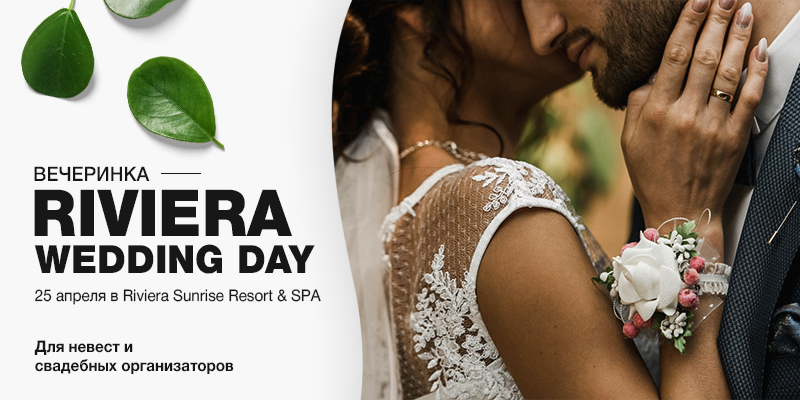 ВЕЧЕРИНКА
RIVIERA
WEDDING DAY
25 апреля в Riviera Sunrise Resort & SPA
Для невест и
свадебных организаторов